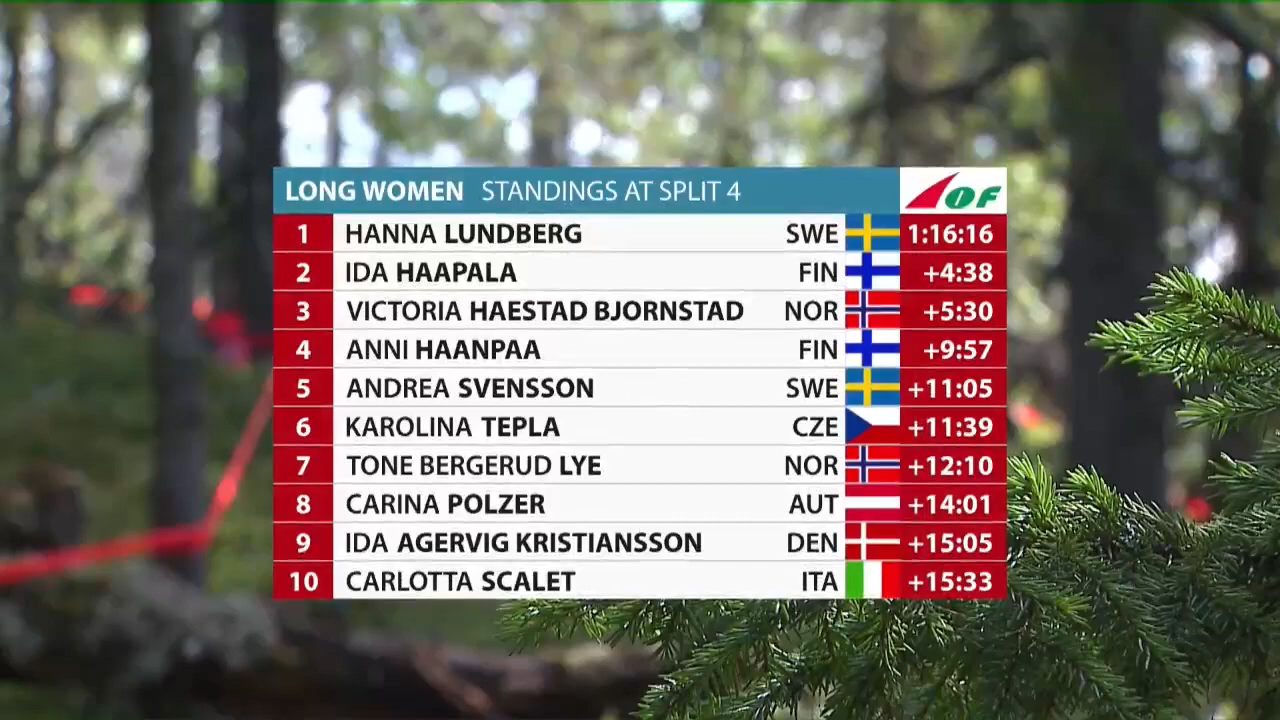 LONG WOMEN STANDINGS AT SPLIT 4 IOF
1 HANNA LUNDBERG SWE 1:16:16
2 IDA HAAPALA FIN +4:38
3 VICTORIA HAESTAD BJORNSTAD NOR +5:30
4 ANNI HAANPAA FIN +9:57
5 ANDREA SVENSSON SWE +11:05
6 KAROLINA TEPLA CZE +11:39
7 TONE BERGERUD LYE NOR +12:10
8 CARINA POLZER AUT +14:01
9 IDA AGERVIG KRISTIANSSON DEN +15:05
10 CARLOTTA SCALET ITA +15:33